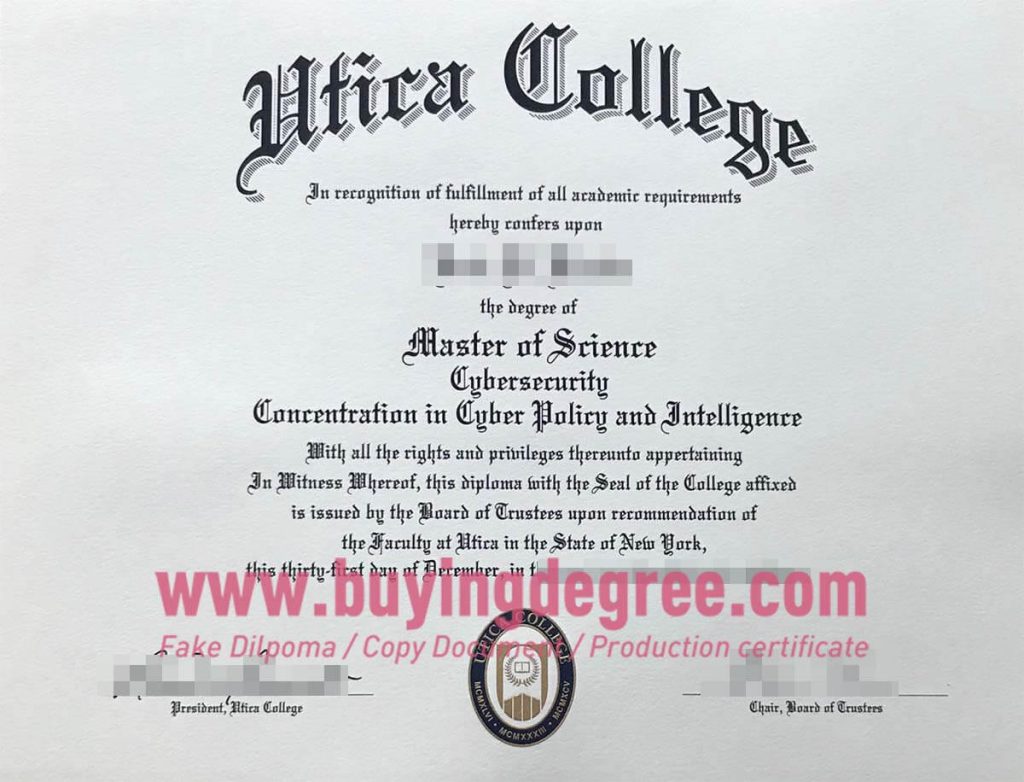 Utica College
In recognition of fulfillment of all academic requirements
hereby confers upon
the degree of
Master of Science
Cybersecurity
Concentration in Cyber Policy and Intelligence
With all the rights and privileges thereunto appertaining
In Witness Whereof, this diploma with the Seal of the College affixed
is issued by the Board of Trustees upon recommendation of
the Faculty at Utica in the State of New York,
this thirty-first day of December, in
www.buyingdegree.com
Fake Dilpoma / Copy Document / Production certificate
UTICA COLLEGE
MCMXLVI • MCMXXXIII • MCMXCV
President, Utica College
Chair, Board of Trustees